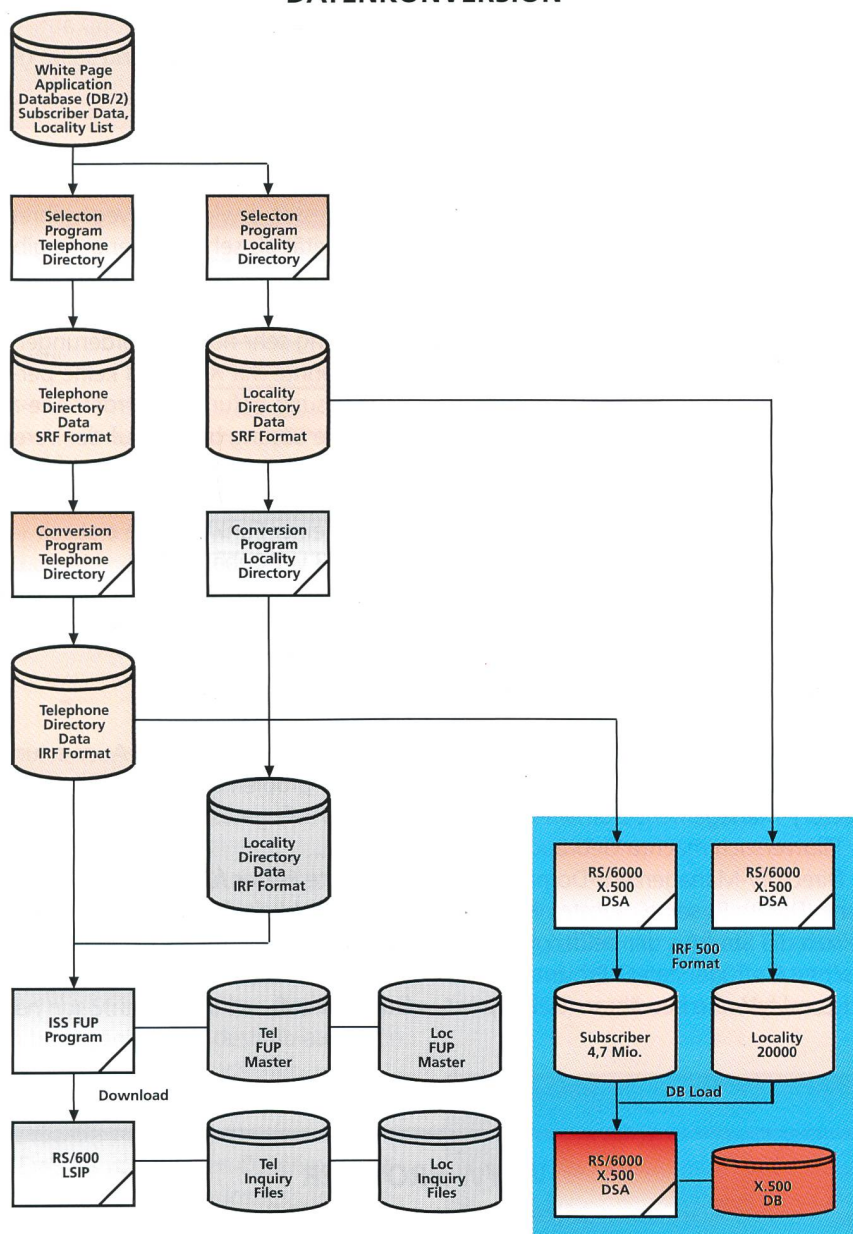 DATENKONVERSION
White Page
Application
Database (DB/2)
Subscriber Data,
Locality List
Selecton
Program
Telephone
Directory
Selecton
Program
Locality
Directory
Telephone
Directory
Data
SRF Format
Locality
Directory
Data
SRF Format
Conversion
Program
Telephone
Directory
Conversion
Program
Locality
Directory
Telephone
Directory
Data
IRF Format
Locality
Directory
Data
IRF Format
RS/6000
X.500
DSA
RS/6000
X.500
DSA
IRF 500
Format
Subscriber
4,7 Mio.
Locality
20000
DB Load
RS/6000
X.500
DSA
X.500
DB
ISS FUP
Program
Tel
FUP
Master
Loc
FUP
Master
Download
RS/600
LSIP
Tel
Inquiry
Files
Loc
Inquiry
Files